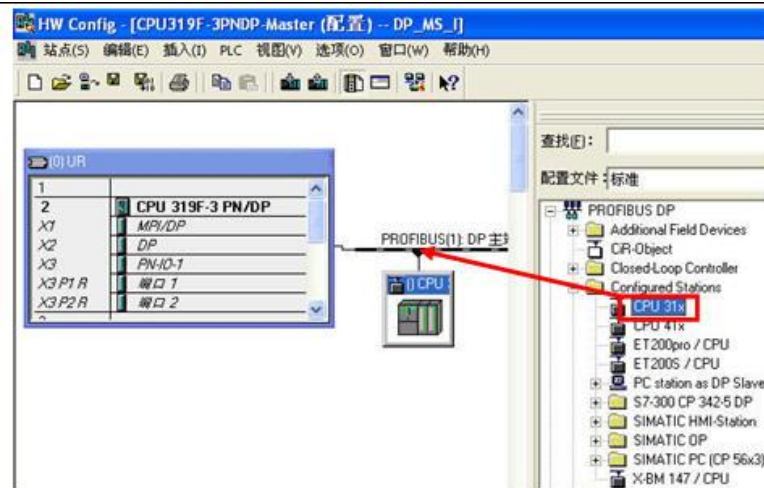 HW Config - [CPU319F-3PNDP-Master (配置) -- DP_MS_I]
站点(S) 编辑(E) 插入(I) PLC 视图(V) 选项(O) 窗口(W) 帮助(H)
(0) UR
1
2 CPU 319F-3 PN/DP
X1 MPI/DP
X2 DP
X3 PN-IO-1
X3 P1 R 端口 1
X3 P2 R 端口 2
PROFIBUS(1): DP 主
() CPU
查找(F):
配置文件: 标准
PROFIBUS DP
Additional Field Devices
CiR-Object
Closed-Loop Controller
Configured Stations
CPU 31x
CPU 41x
ET200pro / CPU
ET200S / CPU
PC station as DP Slave
S7-300 CP 342-5 DP
SIMATIC HMI-Station
SIMATIC OP
SIMATIC PC (CP 56x3)
X-BM 147 / CPU